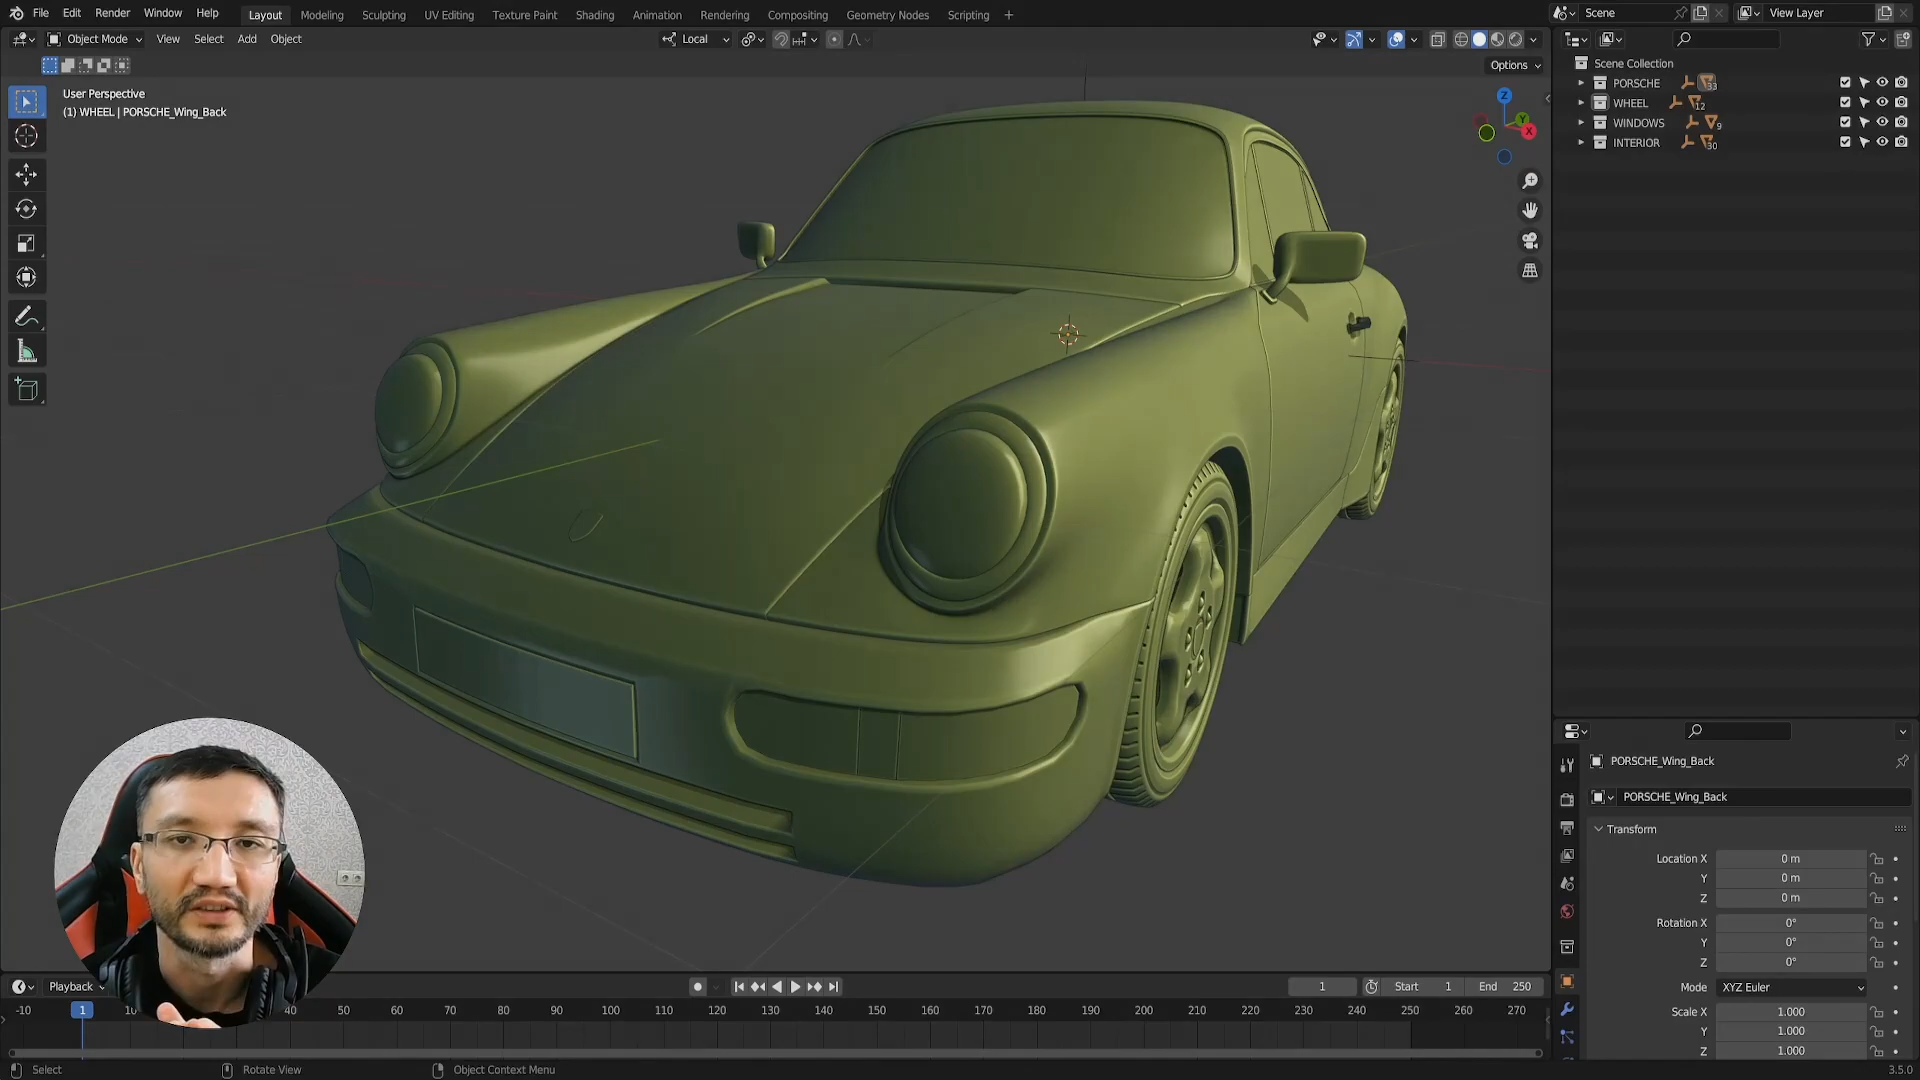 File Edit Render Window Help Layout Modeling Sculpting UV Editing Texture Paint Shading Animation Rendering Compositing Geometry Nodes Scripting + Scene View Layer
Object Mode View Select Add Object Local
Options
User Perspective
(1) WHEEL | PORSCHE_Wing_Back
Z
Y
X
Scene Collection
PORSCHE 33
WHEEL 12
WINDOWS 9
INTERIOR 30
PORSCHE_Wing_Back
PORSCHE_Wing_Back
Transform
Location X 0 m
Y 0 m
Z 0 m
Rotation X 0°
Y 0°
Z 0°
Mode XYZ Euler
Scale X 1.000
Y 1.000
Z 1.000
Playback 1 Start 1 End 250
-10 1 10 40 50 60 70 80 90 100 110 120 130 140 150 160 170 180 190 200 210 220 230 240 250 260 270
Select Rotate View Object Context Menu 3.5.0